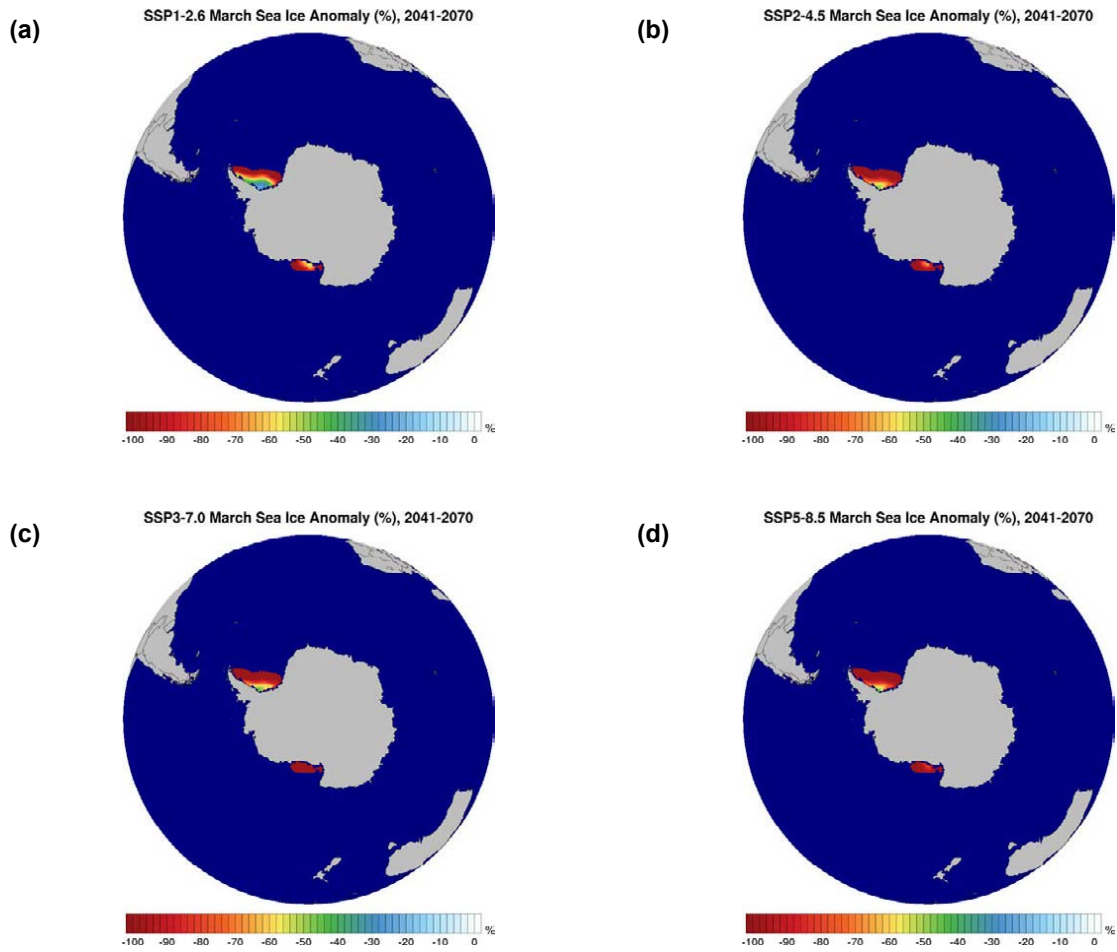 (a)
SSP1-2.6 March Sea Ice Anomaly (%), 2041-2070
-100 -90 -80 -70 -60 -50 -40 -30 -20 -10 0 %
(b)
SSP2-4.5 March Sea Ice Anomaly (%), 2041-2070
-100 -90 -80 -70 -60 -50 -40 -30 -20 -10 0 %
(c)
SSP3-7.0 March Sea Ice Anomaly (%), 2041-2070
-100 -90 -80 -70 -60 -50 -40 -30 -20 -10 0 %
(d)
SSP5-8.5 March Sea Ice Anomaly (%), 2041-2070
-100 -90 -80 -70 -60 -50 -40 -30 -20 -10 0 %